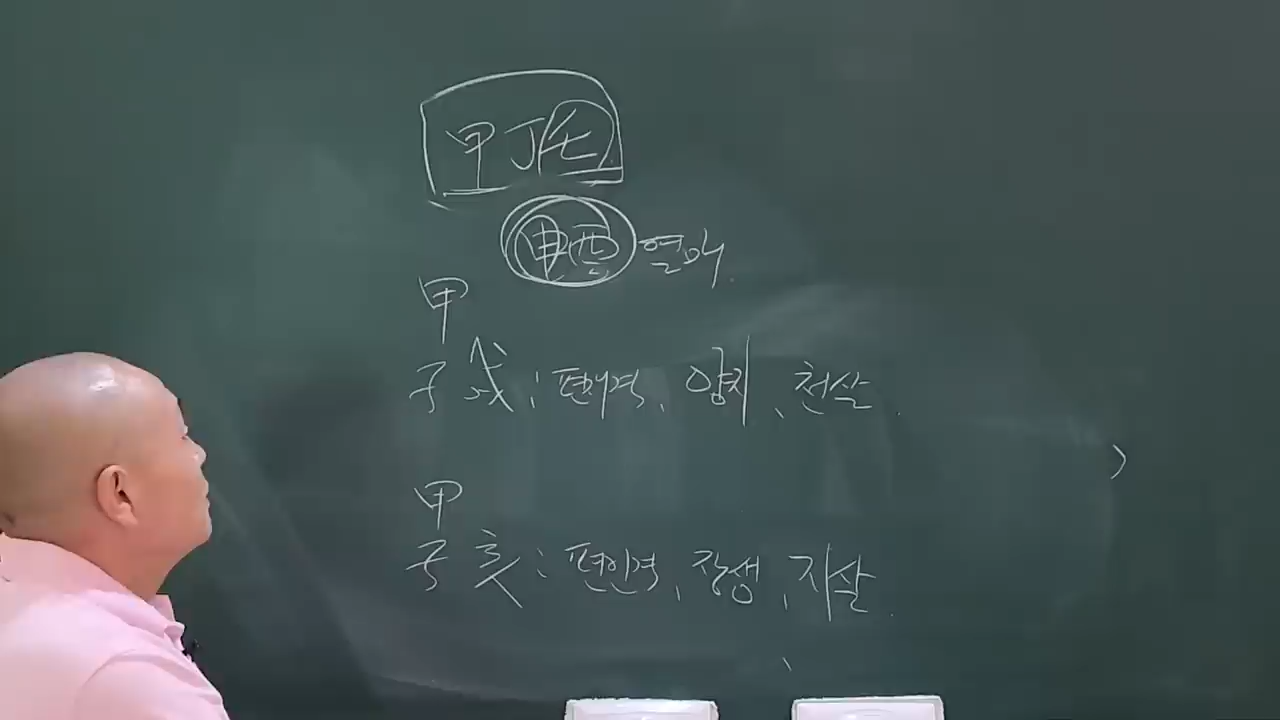 甲丁壬
申酉 열매
甲
子戌: 편재격, 양지, 천살.
甲
子亥: 편인격, 장생, 지살.